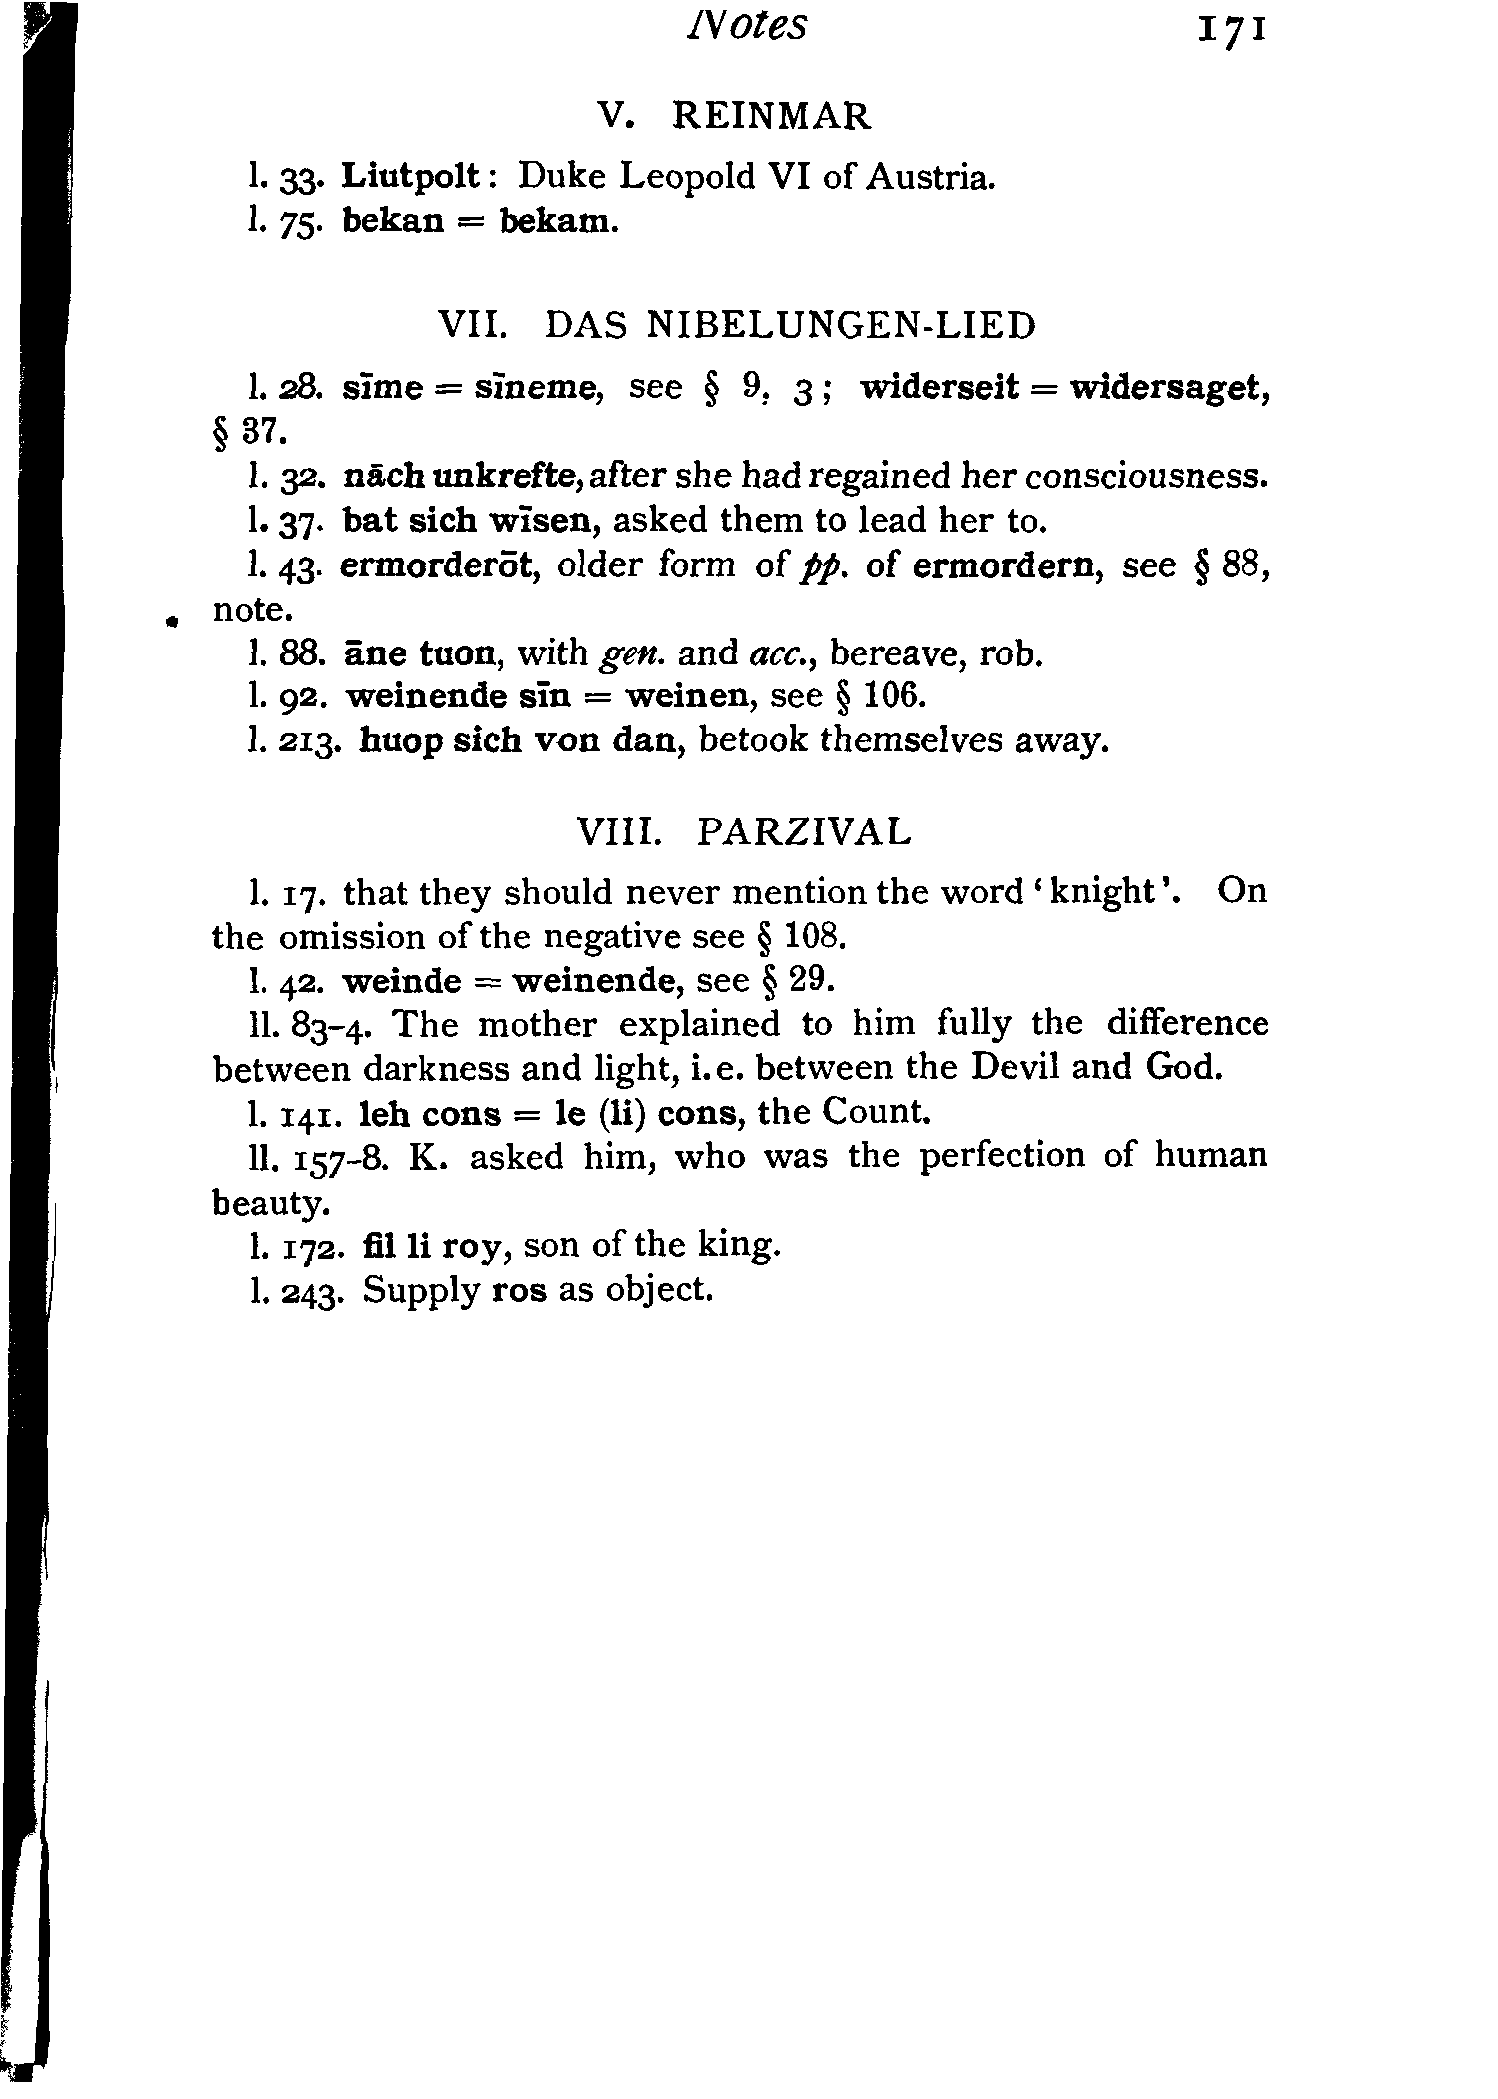 Notes 171
V. REINMAR
l. 33. Liutpolt: Duke Leopold VI of Austria.
l. 75. bekan = bekam.
VII. DAS NIBELUNGEN-LIED
l. 28. sīme = sīneme, see § 9, 3; widerseit = widersaget,
§ 37.
l. 32. nāch unkrefte, after she had regained her consciousness.
l. 37. bat sich wīsen, asked them to lead her to.
l. 43. ermorderōt, older form of pp. of ermordern, see § 88,
note.
l. 88. āne tuon, with gen. and acc., bereave, rob.
l. 92. weinende sīn = weinen, see § 106.
l. 213. huop sich von dan, betook themselves away.
VIII. PARZIVAL
l. 17. that they should never mention the word ‘knight’. On
the omission of the negative see § 108.
l. 42. weinde = weinende, see § 29.
ll. 83–4. The mother explained to him fully the difference
between darkness and light, i.e. between the Devil and God.
l. 141. leh cons = le (li) cons, the Count.
ll. 157–8. K. asked him, who was the perfection of human
beauty.
l. 172. fil li roy, son of the king.
l. 243. Supply ros as object.